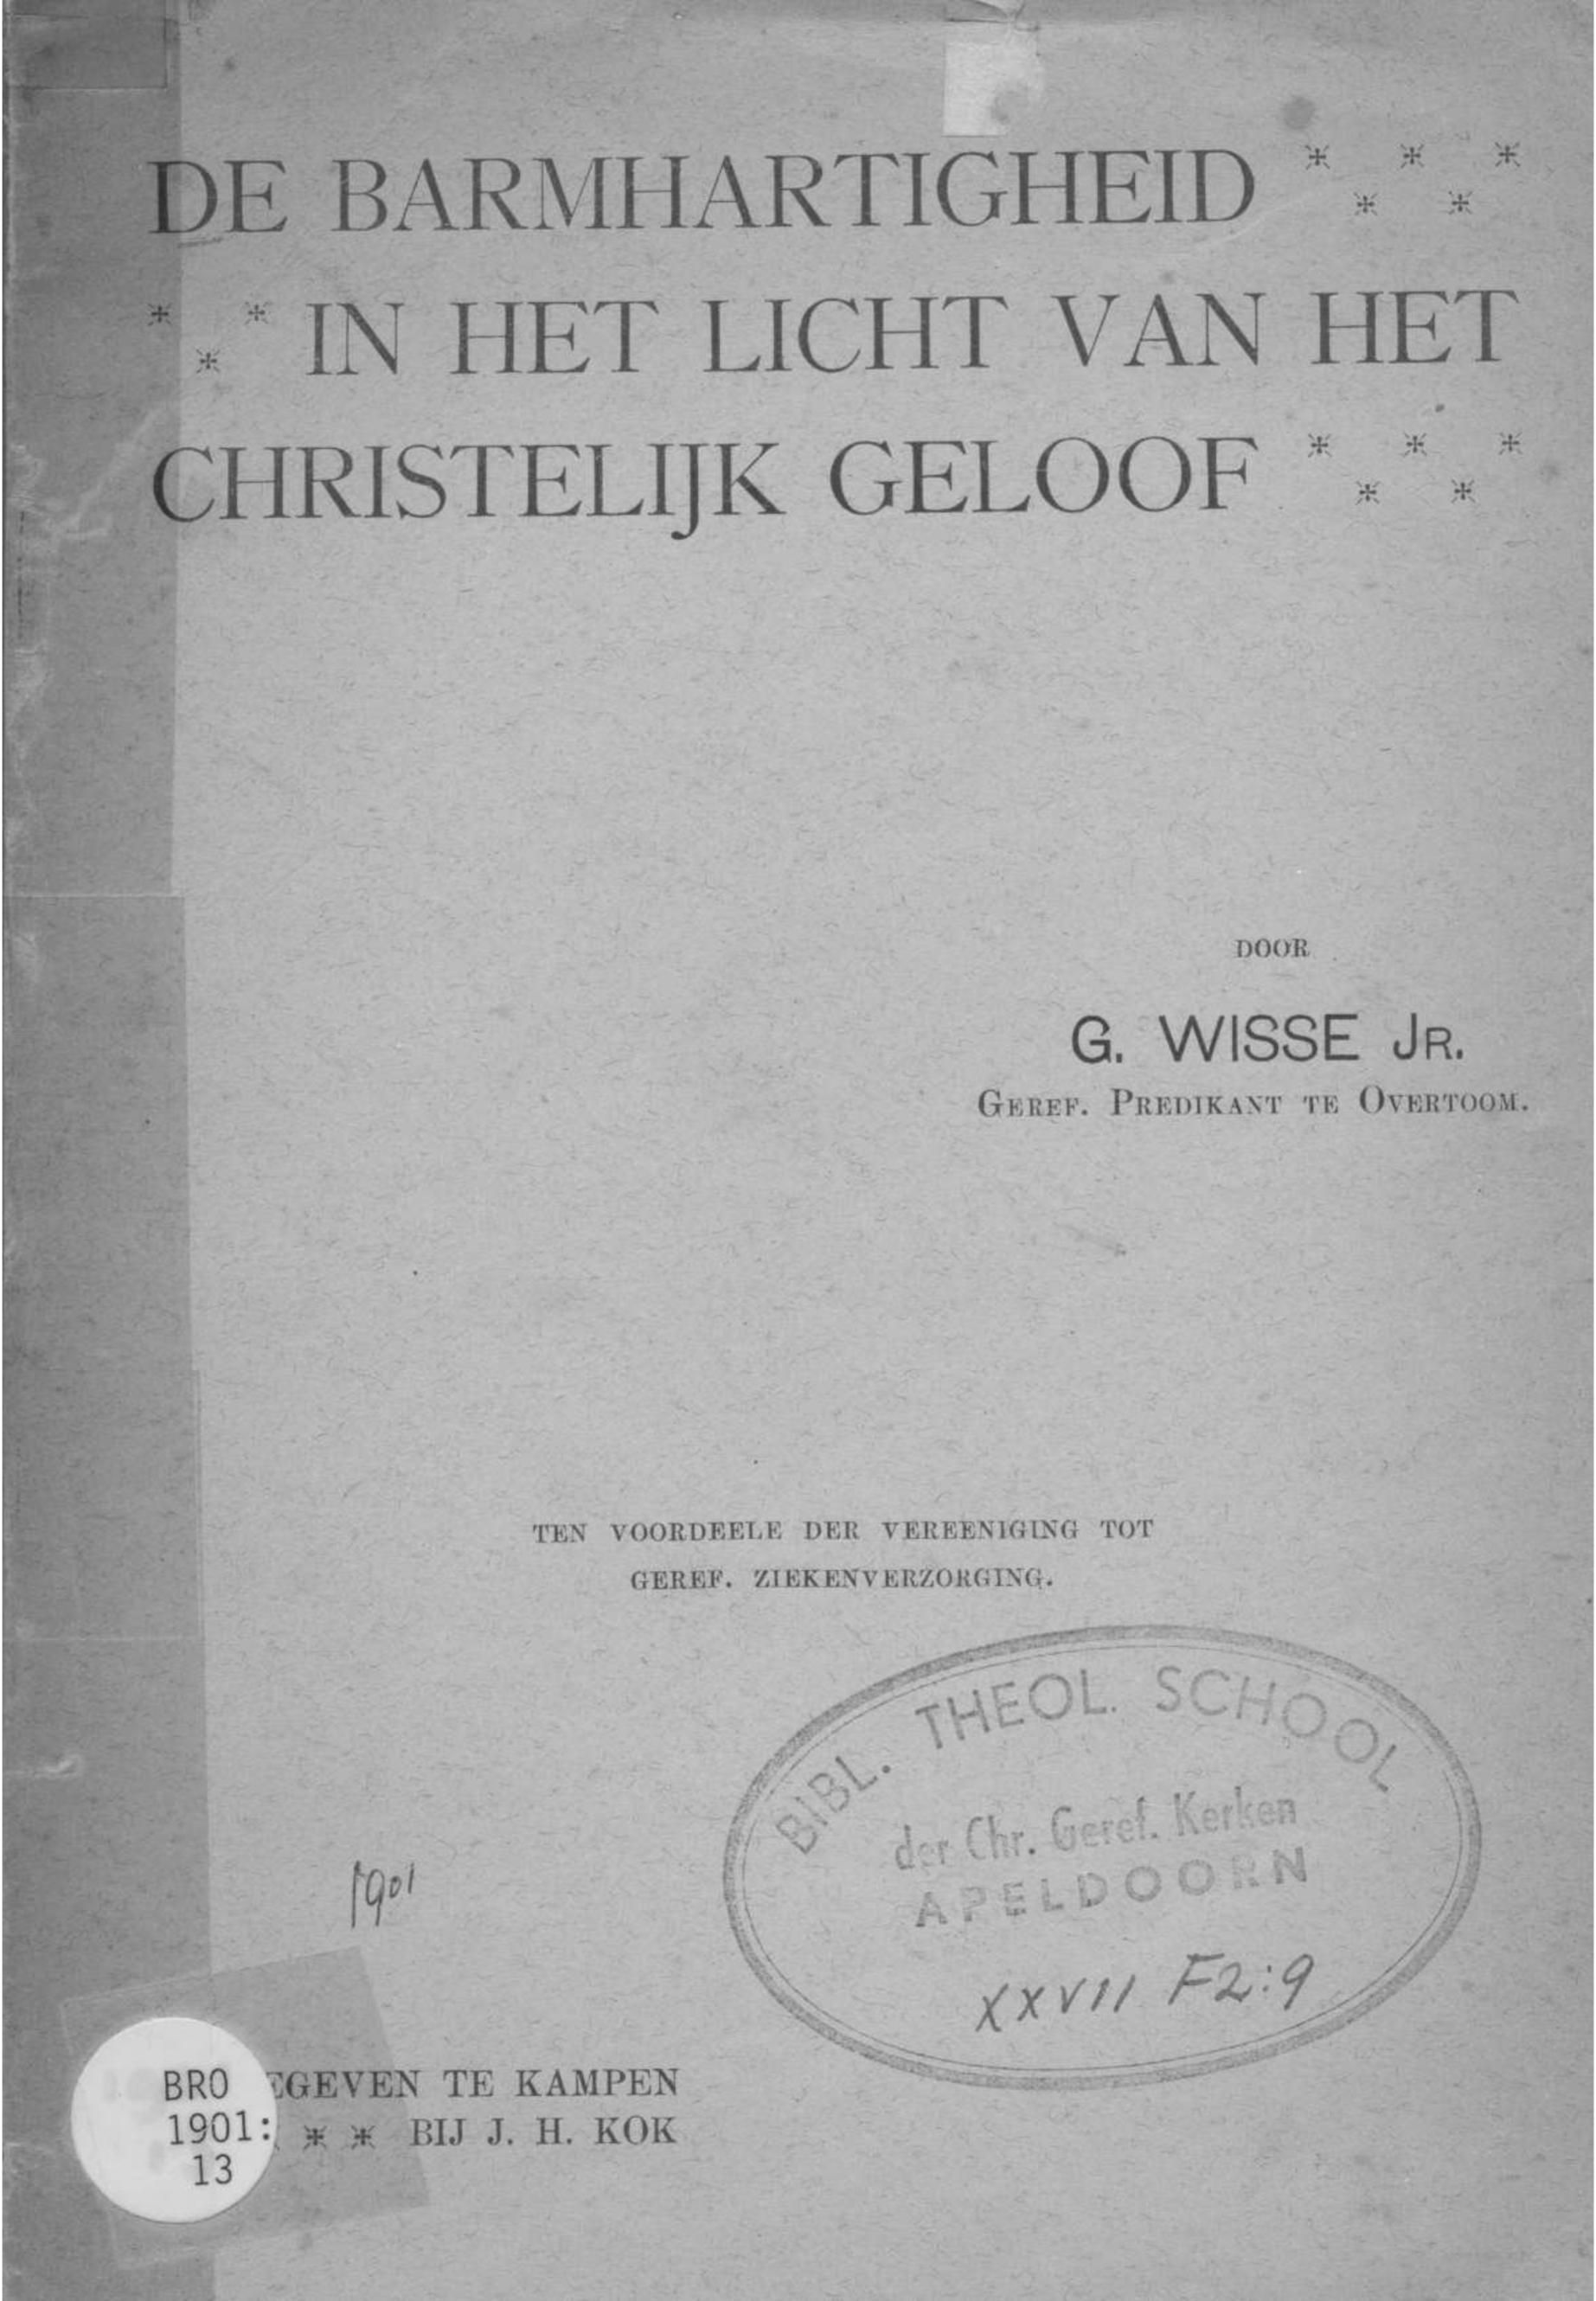 DE BARMHARTIGHEID * * * * *
* * * IN HET LICHT VAN HET
CHRISTELIJK GELOOF * * * * *
DOOR
G. WISSE JR.
GEREF. PREDIKANT TE OVERTOOM.
TEN VOORDEELE DER VEREENIGING TOT
GEREF. ZIEKENVERZORGING.
BIBL. THEOL. SCHOOL
der Chr. Geref. Kerken
APELDOORN
XXVII F2:9
1901
EGEVEN TE KAMPEN
* * BIJ J. H. KOK
BRO
1901:
13